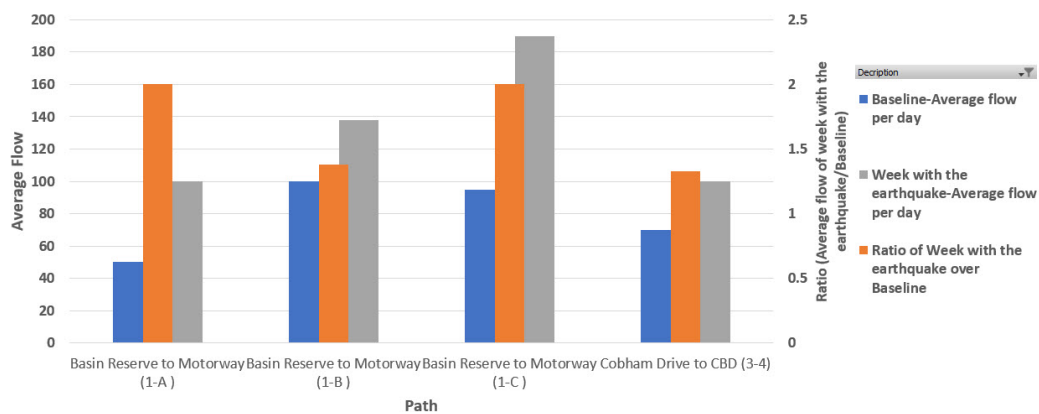 200
180
160
140
120
100
80
60
40
20
0
Average Flow
2.5
2
1.5
1
0.5
0
Ratio (Average flow of week with the
earthquake/Baseline)
Basin Reserve to Motorway
(1-A )
Basin Reserve to Motorway
(1-B )
Basin Reserve to Motorway
(1-C )
Cobham Drive to CBD (3-4)
Path
Decription
Baseline-Average flow
per day
Week with the
earthquake-Average flow
per day
Ratio of Week with the
earthquake over
Baseline